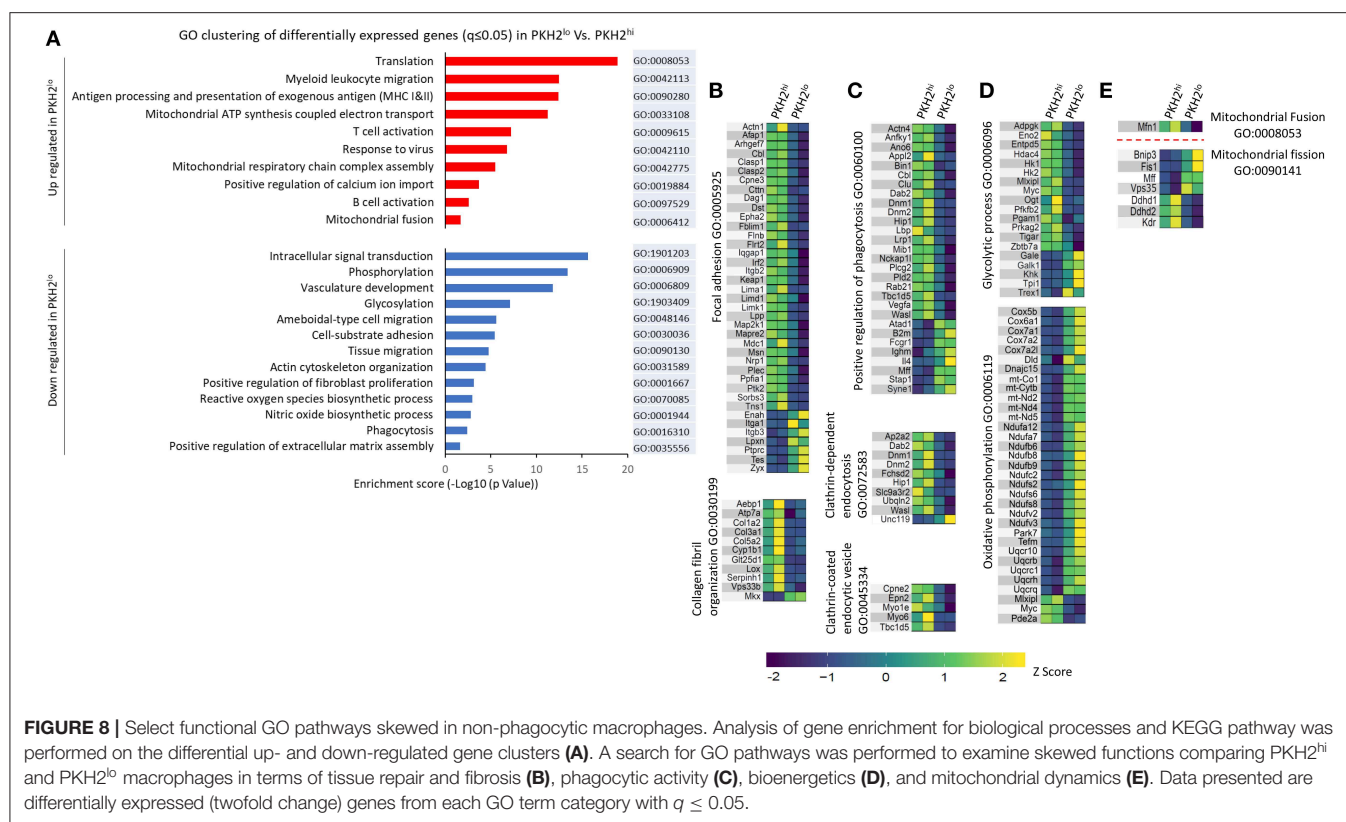 A
GO clustering of differentially expressed genes (q≤0.05) in PKH2lo Vs. PKH2hi
Up regulated in PKH2lo
Translation GO:0008053
Myeloid leukocyte migration GO:0042113
Antigen processing and presentation of exogenous antigen (MHC I&II) GO:0090280
Mitochondrial ATP synthesis coupled electron transport GO:0033108
T cell activation GO:0009615
Response to virus GO:0042110
Mitochondrial respiratory chain complex assembly GO:0042775
Positive regulation of calcium ion import GO:0019884
B cell activation GO:0097529
Mitochondrial fusion GO:0006412
Down regulated in PKH2lo
Intracellular signal transduction GO:1901203
Phosphorylation GO:0006909
Vasculature development GO:0006809
Glycosylation GO:1903409
Ameboidal-type cell migration GO:0048146
Cell-substrate adhesion GO:0030036
Tissue migration GO:0090130
Actin cytoskeleton organization GO:0031589
Positive regulation of fibroblast proliferation GO:0001667
Reactive oxygen species biosynthetic process GO:0070085
Nitric oxide biosynthetic process GO:0001944
Phagocytosis GO:0016310
Positive regulation of extracellular matrix assembly GO:0035556
0 5 10 15 20
Enrichment score (-Log10 (p Value))
B
PKH2hi PKH2lo
Focal adhesion GO:0005925
Actn1
Afap1
Arhgef7
Cbl
Clasp1
Clasp2
Cpne3
Cttn
Dag1
Dst
Epha2
Fblim1
Flnb
Flrt2
Iqgap1
Irf2
Itgb2
Keap1
Lima1
Limd1
Limk1
Lpp
Map2k1
Mapre2
Mdc1
Msn
Nrp1
Plec
Ppfia1
Ptk2
Sorbs3
Tns1
Enah
Itga1
Itgb3
Lpxn
Ptprc
Tes
Zyx
Collagen fibril
organization GO:0030199
Aebp1
Atp7a
Col1a2
Col3a1
Col5a2
Cyp1b1
Glt25d1
Lox
Serpinh1
Vps33b
Mkx
C
PKH2hi PKH2lo
Positive regulation of phagocytosis GO:0060100
Actn4
Anfky1
Ano6
Appl2
Bin1
Cbl
Clu
Dab2
Dnm1
Dnm2
Hip1
Lbp
Lrp1
Mib1
Nckap1l
Plcg2
Pld2
Rab21
Tbc1d5
Vegfa
Wasl
Atad1
B2m
Fcgr1
Ighm
Il4
Mff
Stap1
Syne1
Clathrin-dependent
endocytosis
GO:0072583
Ap2a2
Dab2
Dnm1
Dnm2
Fchsd2
Hip1
Slc9a3r2
Ubqln2
Wasl
Unc119
Clathrin-coated
endocytic vesicle
GO:0045334
Cpne2
Epn2
Myo1e
Myo6
Tbc1d5
D
PKH2hi PKH2lo
Glycolytic process GO:0006096
Adpgk
Eno2
Entpd5
Hdac4
Hk1
Hk2
Mlxipl
Myc
Ogt
Pfkfb2
Pgam1
Prkag2
Tigar
Zbtb7a
Gale
Galk1
Khk
Tpi1
Trex1
Oxidative phosphorylation GO:0006119
Cox5b
Cox6a1
Cox7a1
Cox7a2
Cox7a2l
Dld
Dnajc15
mt-Co1
mt-Cytb
mt-Nd2
mt-Nd4
mt-Nd5
Ndufa12
Ndufa7
Ndufb6
Ndufb8
Ndufb9
Ndufc2
Ndufs2
Ndufs6
Ndufs8
Ndufv2
Ndufv3
Park7
Tefm
Uqcr10
Uqcrb
Uqcrc1
Uqcrh
Uqcrq
Mlxipl
Myc
Pde2a
E
PKH2hi PKH2lo
Mfn1
Mitochondrial Fusion
GO:0008053
Mitochondrial fission
GO:0090141
Bnip3
Fis1
Mff
Vps35
Ddhd1
Ddhd2
Kdr
-2 −1 0 1 2 Z Score
FIGURE 8 | Select functional GO pathways skewed in non-phagocytic macrophages. Analysis of gene enrichment for biological processes and KEGG pathway was
performed on the differential up- and down-regulated gene clusters (A). A search for GO pathways was performed to examine skewed functions comparing PKH2hi
and PKH2lo macrophages in terms of tissue repair and fibrosis (B), phagocytic activity (C), bioenergetics (D), and mitochondrial dynamics (E). Data presented are
differentially expressed (twofold change) genes from each GO term category with q ≤ 0.05.